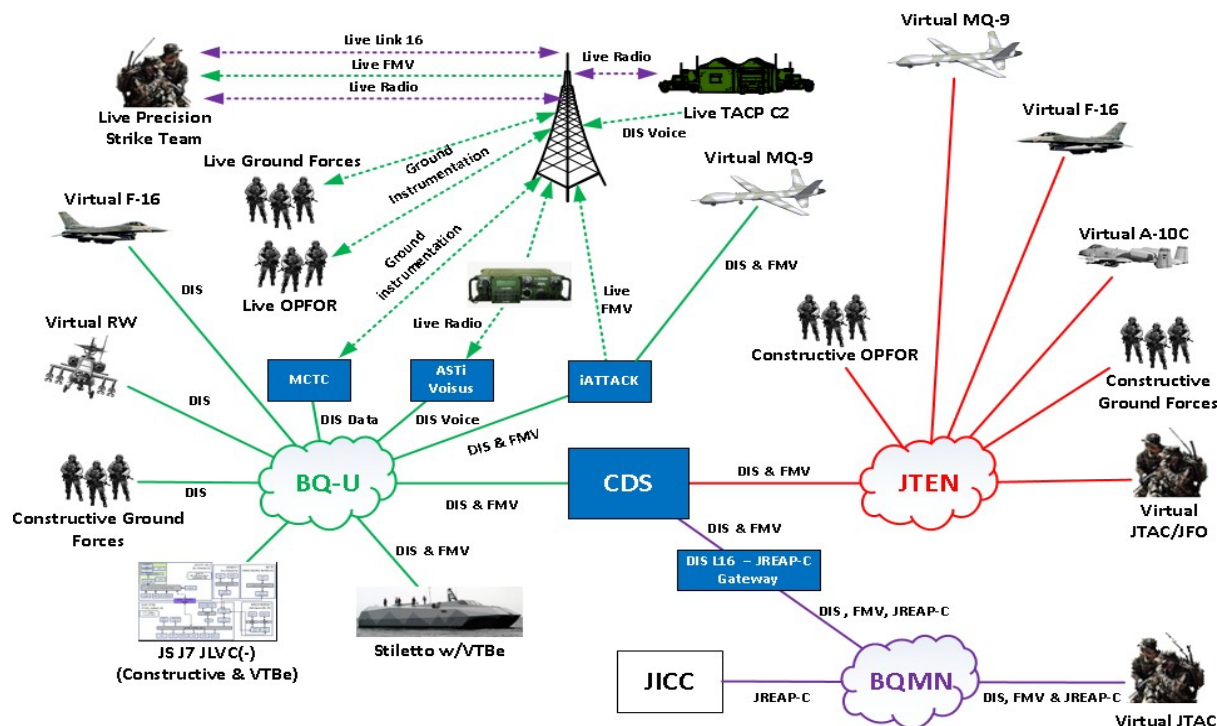 Live Link 16
Live FMV
Live Radio
Live Precision
Strike Team
Live Radio
Live TACP C2
DIS Voice
Virtual MQ-9
Virtual F-16
Virtual MQ-9
Live Ground Forces
Ground
Instrumentation
Virtual F-16
Live OPFOR
Ground
instrumentation
DIS
Virtual A-10C
DIS & FMV
Live
FMV
Virtual RW
Live Radio
Constructive OPFOR
Constructive
Ground Forces
MCTC
ASTi
Voisus
iATTACK
DIS
DIS Data
DIS Voice
DIS & FMV
BQ-U
DIS
Constructive Ground
Forces
DIS & FMV
CDS
DIS & FMV
JTEN
Virtual
JTAC/JFO
DIS & FMV
DIS & FMV
DIS L16 – JREAP-C
Gateway
DIS , FMV, JREAP-C
JS J7 JLVC(-)
(Constructive & VTBe)
Stiletto w/VTBe
JICC
JREAP-C
BQMN
DIS, FMV & JREAP-C
Virtual JTAC